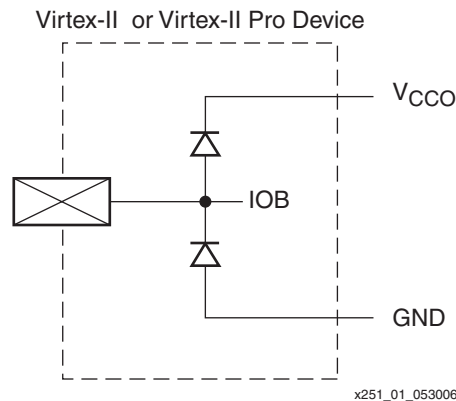 Virtex-II or Virtex-II Pro Device
VCCO
IOB
GND
x251_01_053006